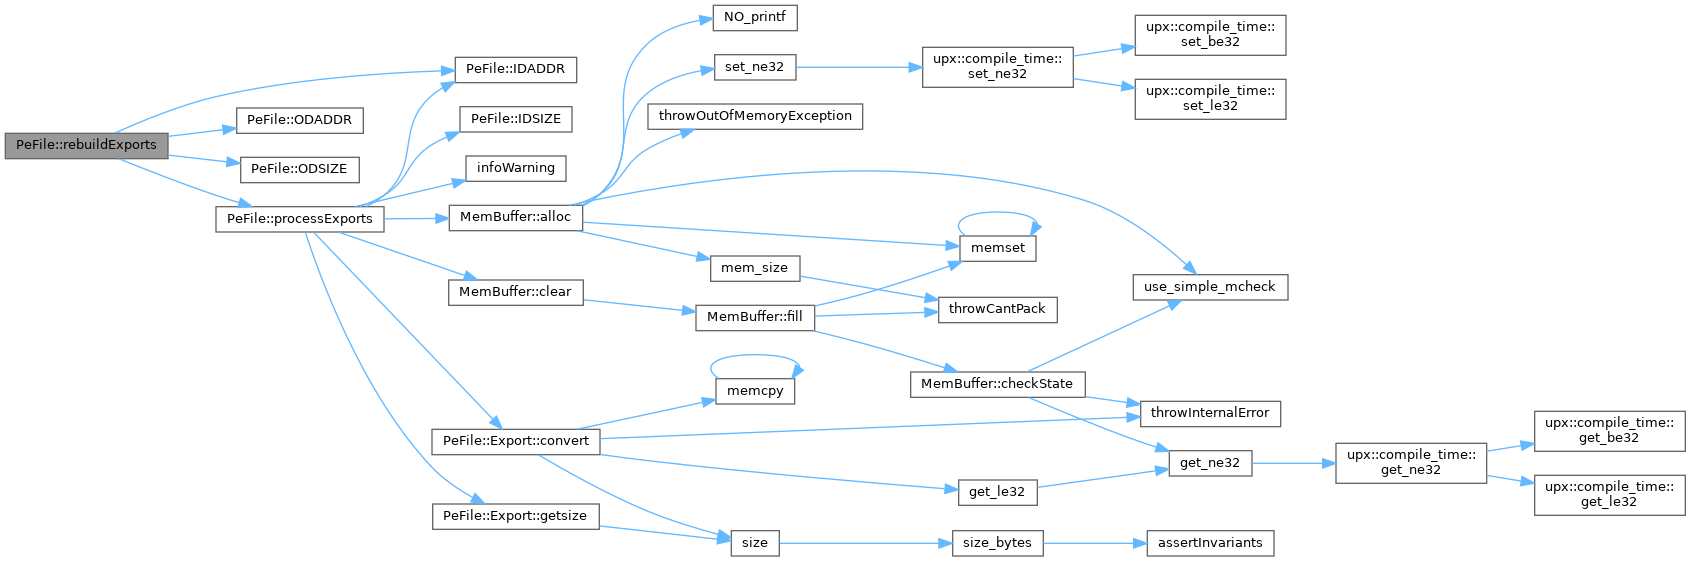 PeFile::rebuildExports
PeFile::IDADDR
PeFile::ODADDR
PeFile::ODSIZE
PeFile::processExports
PeFile::IDSIZE
infoWarning
MemBuffer::alloc
MemBuffer::clear
PeFile::Export::convert
PeFile::Export::getsize
NO_printf
set_ne32
throwOutOfMemoryException
mem_size
MemBuffer::fill
memcpy
size
upx::compile_time::
set_ne32
memset
throwCantPack
MemBuffer::checkState
get_le32
size_bytes
upx::compile_time::
set_be32
upx::compile_time::
set_le32
use_simple_mcheck
throwInternalError
get_ne32
assertInvariants
upx::compile_time::
get_ne32
upx::compile_time::
get_be32
upx::compile_time::
get_le32